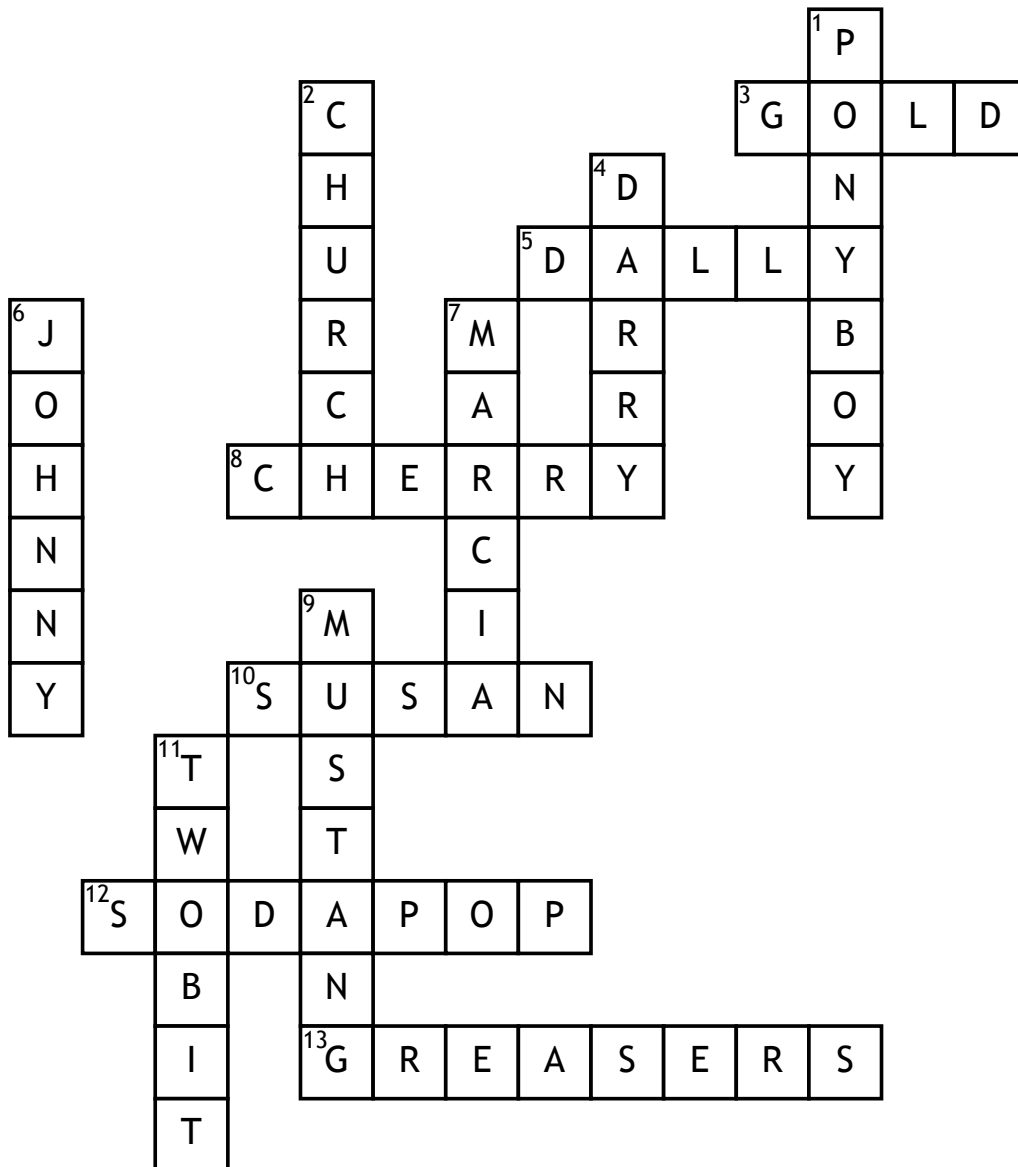 1 P
2 C 3 G O L D
H 4 D N
U 5 D A L L Y
6 J R 7 M R B
O C A R O
H 8 C H E R R Y Y
N C
N 9 M I
Y 10 S U S A N
11 T S
W T
12 S O D A P O P
B N
I 13 G R E A S E R S
T